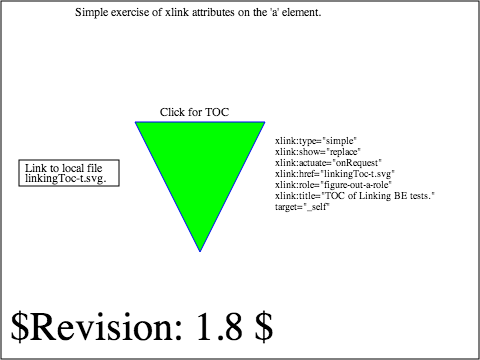 Simple exercise of xlink attributes on the 'a' element.
Click for TOC
Link to local file
linkingToc-t.svg.
xlink:type="simple"
xlink:show="replace"
xlink:actuate="onRequest"
xlink:href="linkingToc-t.svg"
xlink:role="figure-out-a-role"
xlink:title="TOC of Linking BE tests."
target="_self"
$Revision: 1.8 $